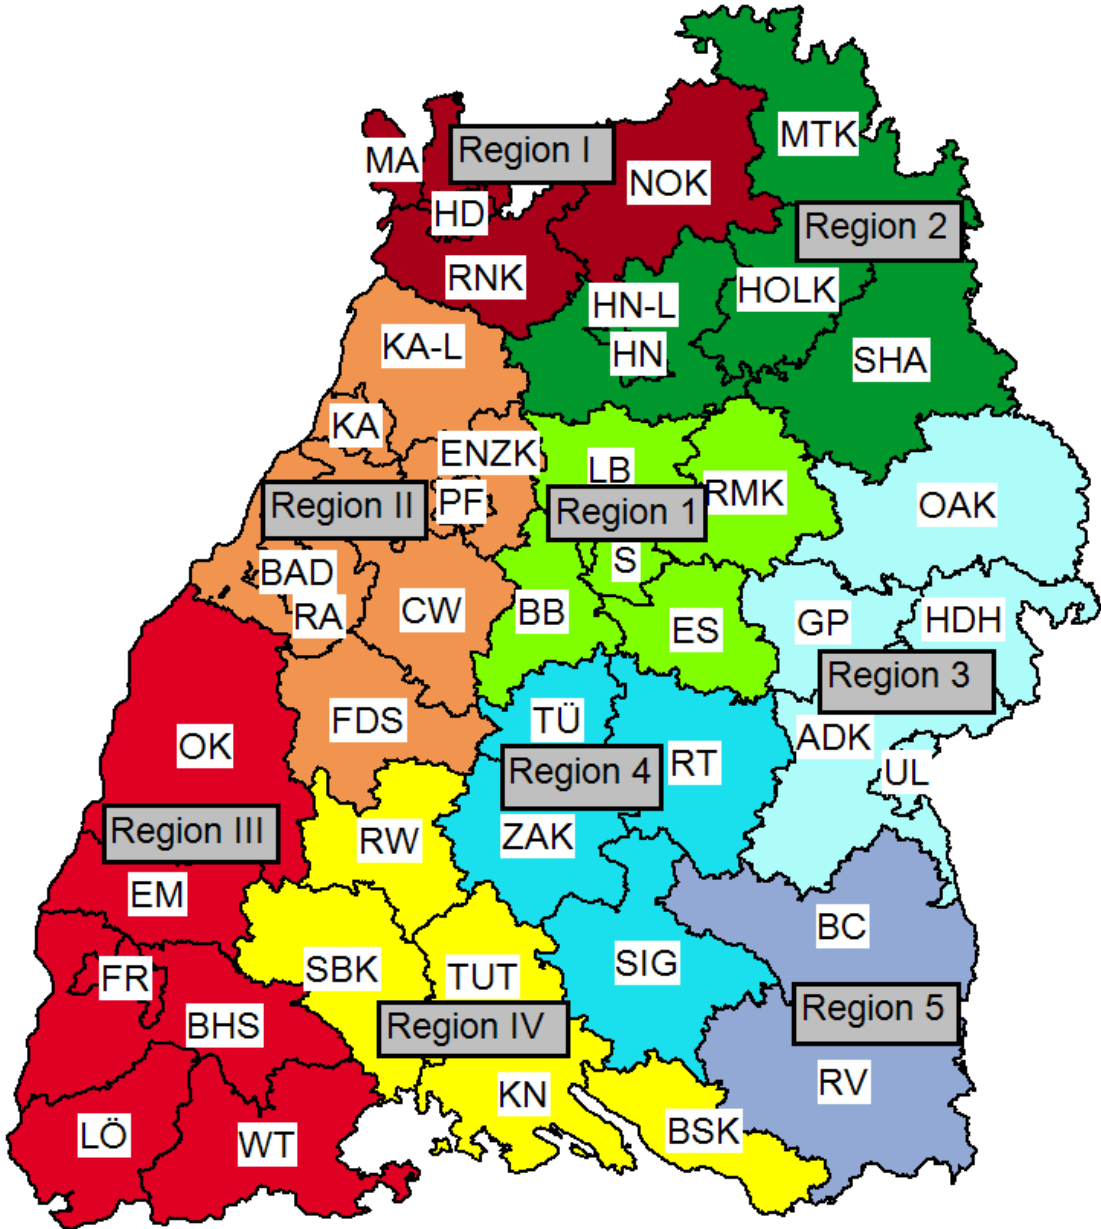 MTK
MA
Region I
NOK
HD
Region 2
RNK
HOLK
HN-L
KA-L
HN
SHA
KA
ENZK
LB
RMK
OAK
Region II
PF
Region 1
S
BAD
RA
CW
BB
ES
GP
HDH
Region 3
FDS
TÜ
OK
ADK
RT
Region 4
UL
Region III
RW
ZAK
EM
BC
FR
SBK
TUT
SIG
BHS
Region IV
Region 5
RV
KN
LÖ
WT
BSK